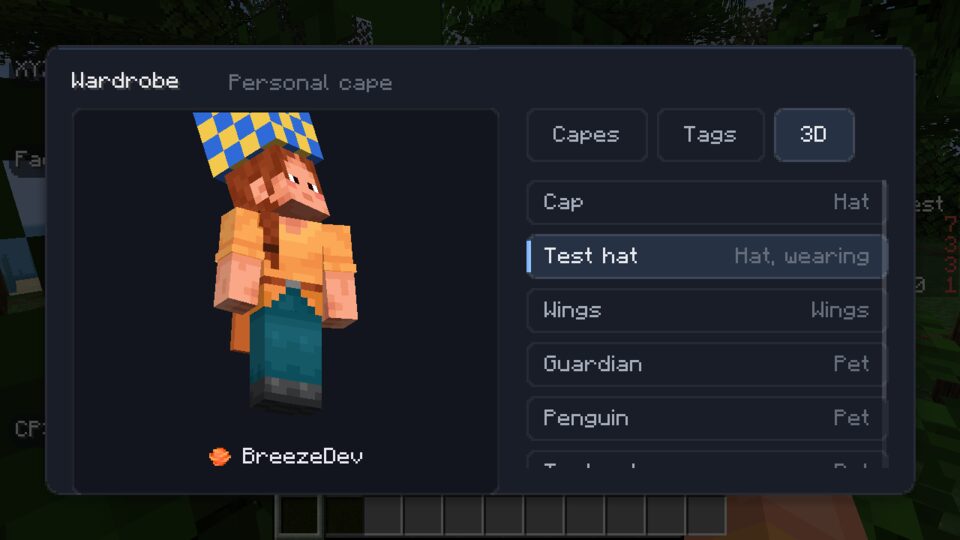 Wardrobe
Personal cape
Capes
Tags
3D
Cap
Hat
Test hat
Hat, wearing
Wings
Wings
Guardian
Pet
Penguin
Pet
BreezeDev